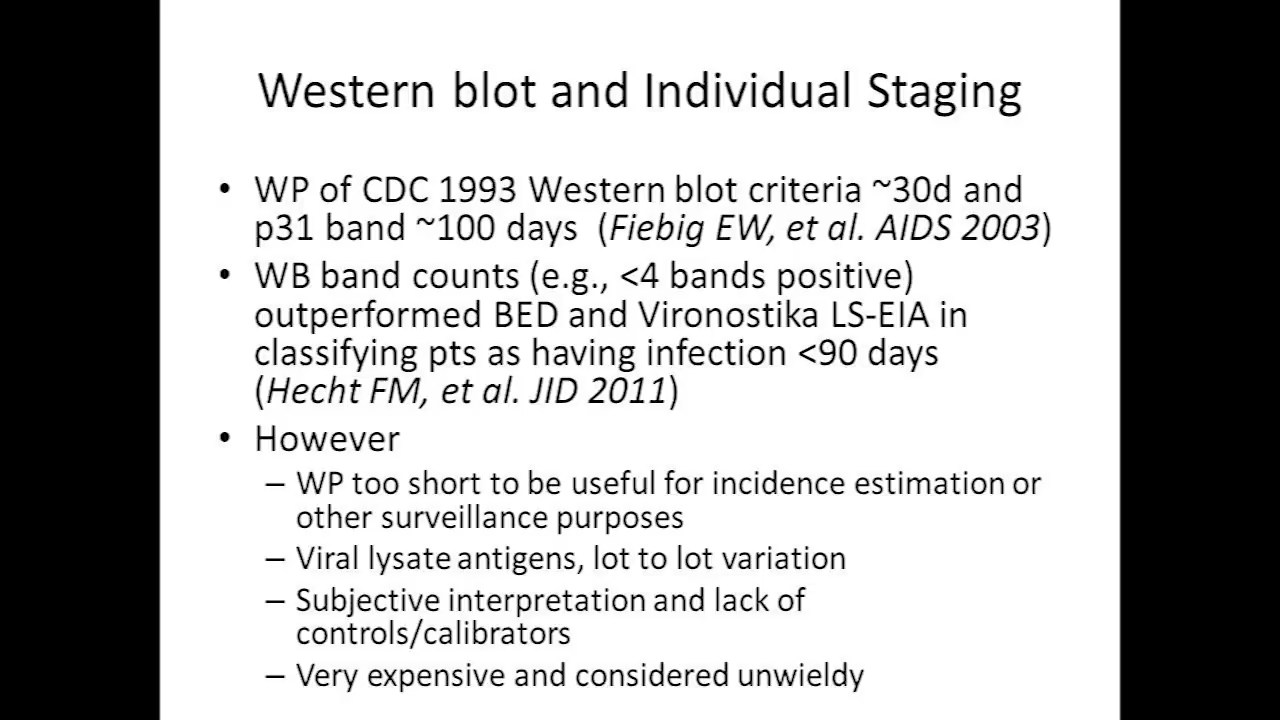 Western blot and Individual Staging
• WP of CDC 1993 Western blot criteria ~30d and
p31 band ~100 days (Fiebig EW, et al. AIDS 2003)
• WB band counts (e.g., <4 bands positive)
outperformed BED and Vironostika LS-EIA in
classifying pts as having infection <90 days
(Hecht FM, et al. JID 2011)
• However
– WP too short to be useful for incidence estimation or
other surveillance purposes
– Viral lysate antigens, lot to lot variation
– Subjective interpretation and lack of
controls/calibrators
– Very expensive and considered unwieldy